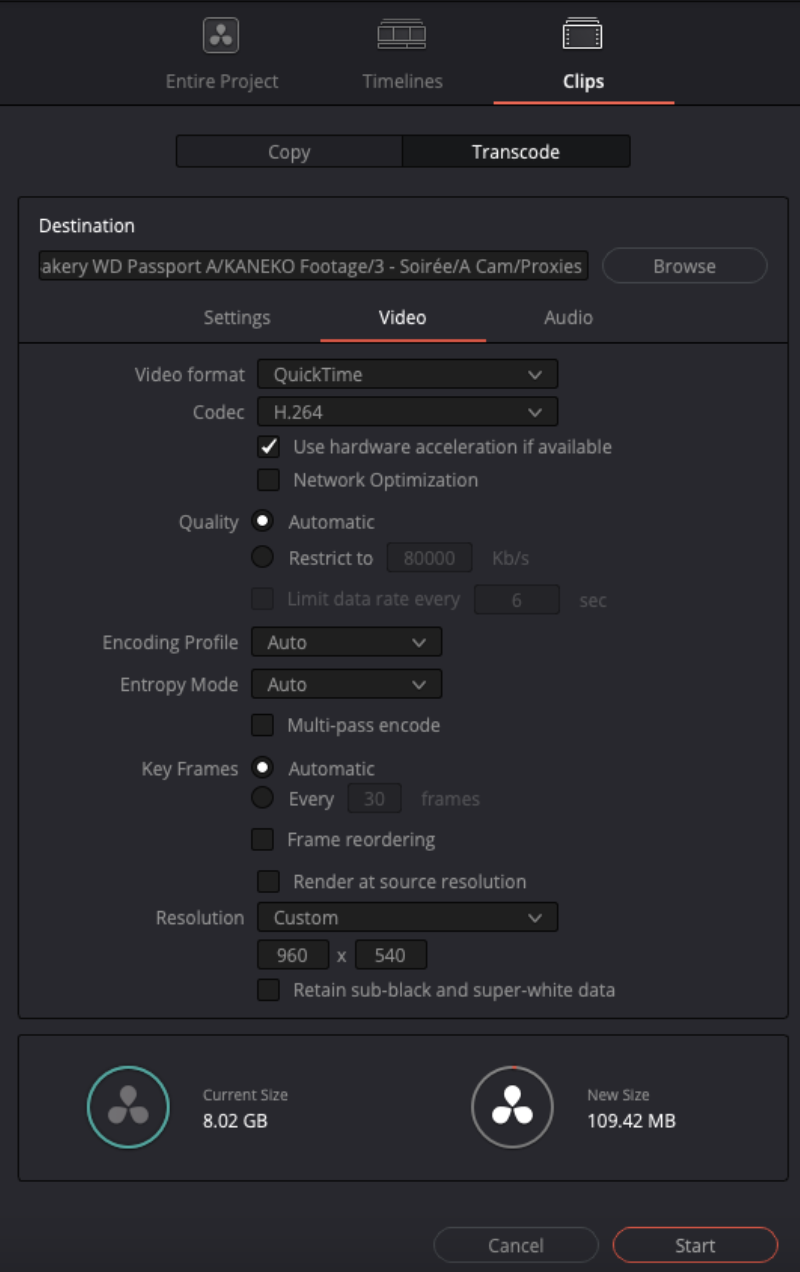 Entire Project Timelines Clips
Copy Transcode
Destination
akery WD Passport A/KANEKO Footage/3 - Soirée/A Cam/Proxies Browse
Settings Video Audio
Video format QuickTime
Codec H.264
Use hardware acceleration if available
Network Optimization
Quality Automatic
Restrict to 80000 Kb/s
Limit data rate every 6 sec
Encoding Profile Auto
Entropy Mode Auto
Multi-pass encode
Key Frames Automatic
Every 30 frames
Frame reordering
Render at source resolution
Resolution Custom
960 x 540
Retain sub-black and super-white data
Current Size New Size
8.02 GB 109.42 MB
Cancel Start